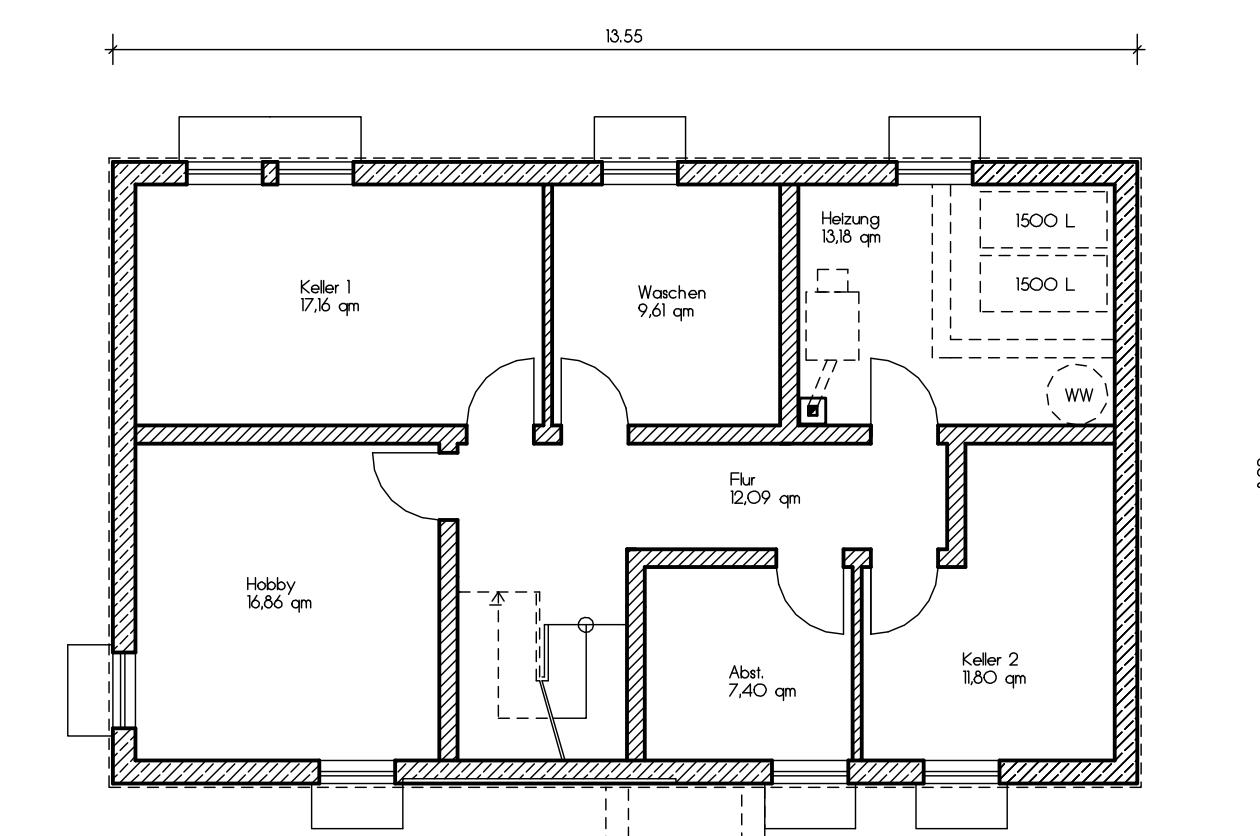 13.55
Heizung
13,18 qm
1500 L
1500 L
Keller 1
17,16 qm
Waschen
9,61 qm
WW
Flur
12,09 qm
Hobby
16,86 qm
Keller 2
11,80 qm
Abst.
7,40 qm